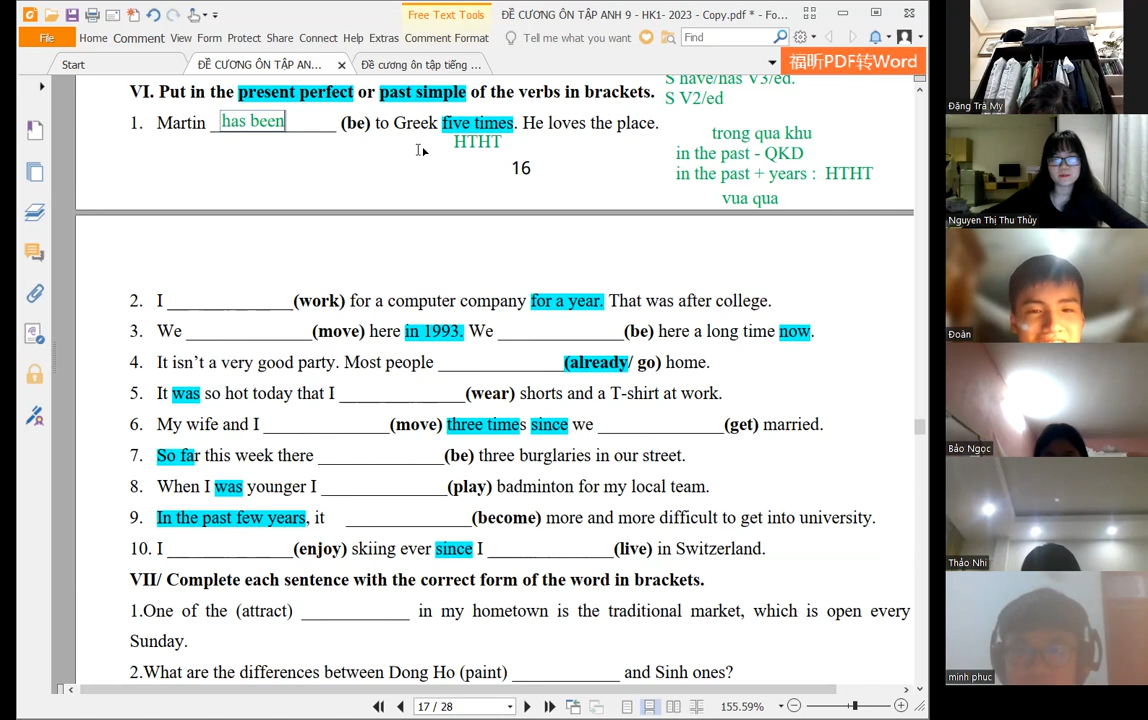 Free Text Tools
ĐỀ CƯƠNG ÔN TẬP ANH 9 - HK1- 2023 - Copy.pdf * - Fo...
File Home Comment View Form Protect Share Connect Help Extras Comment Format Tell me what you want Find
Start ĐỀ CƯƠNG ÔN TẬP AN... Đề cương ôn tập tiếng ... 福昕PDF转Word
S have/has V3/ed.
VI. Put in the present perfect or past simple of the verbs in brackets.
S V2/ed
1. Martin has been (be) to Greek five times. He loves the place.
HTHT
trong qua khu
in the past - QKD
in the past + years : HTHT
vua qua
16
2. I ______________(work) for a computer company for a year. That was after college.
3. We ______________(move) here in 1993. We ______________(be) here a long time now.
4. It isn't a very good party. Most people ______________(already/ go) home.
5. It was so hot today that I ______________(wear) shorts and a T-shirt at work.
6. My wife and I ______________(move) three times since we ______________(get) married.
7. So far this week there ______________(be) three burglaries in our street.
8. When I was younger I ______________(play) badminton for my local team.
9. In the past few years, it ______________(become) more and more difficult to get into university.
10. I ______________(enjoy) skiing ever since I ______________(live) in Switzerland.
VII/ Complete each sentence with the correct form of the word in brackets.
1.One of the (attract) ____________ in my hometown is the traditional market, which is open every
Sunday.
2.What are the differences between Dong Ho (paint) ____________ and Sinh ones?
17 / 28
155.59%
Đặng Trà My
Nguyen Thị Thu Thủy
Đoàn
Bảo Ngọc
Thảo Nhi
minh phuc